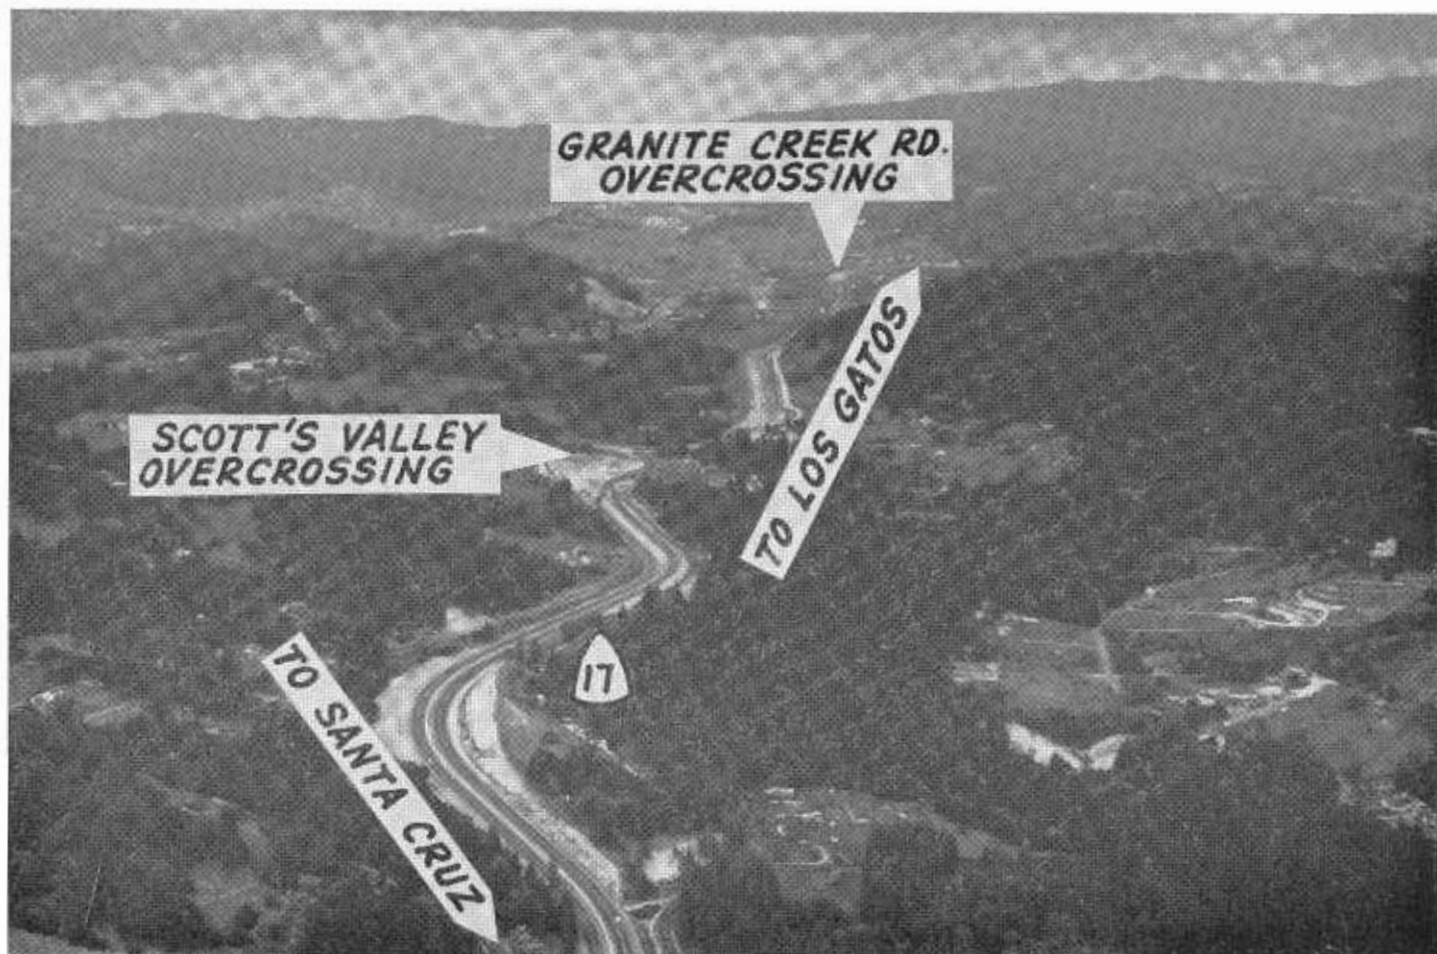 GRANITE CREEK RD.
OVERCROSSING
TO LOS GATOS
SCOTT'S VALLEY
OVERCROSSING
17
TO SANTA CRUZ